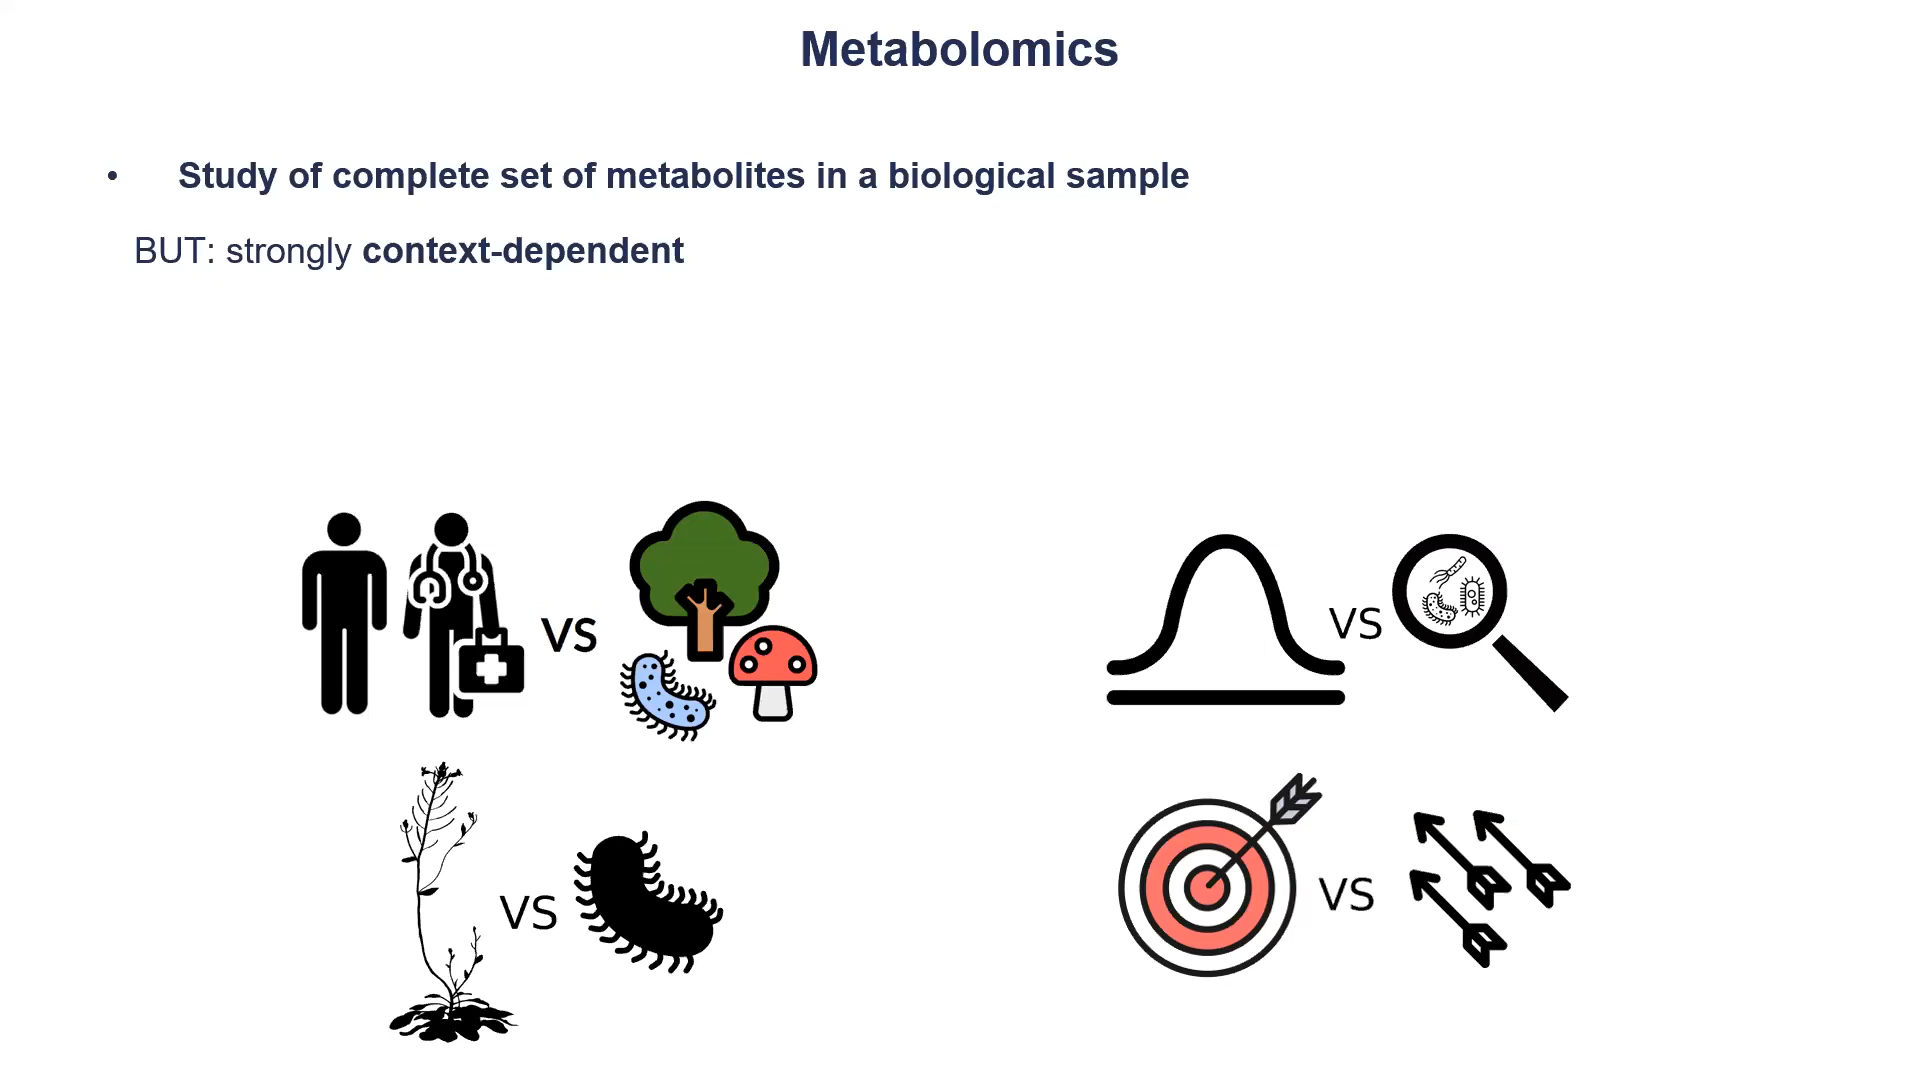 Metabolomics
• Study of complete set of metabolites in a biological sample
BUT: strongly context-dependent
VS
VS
VS
VS